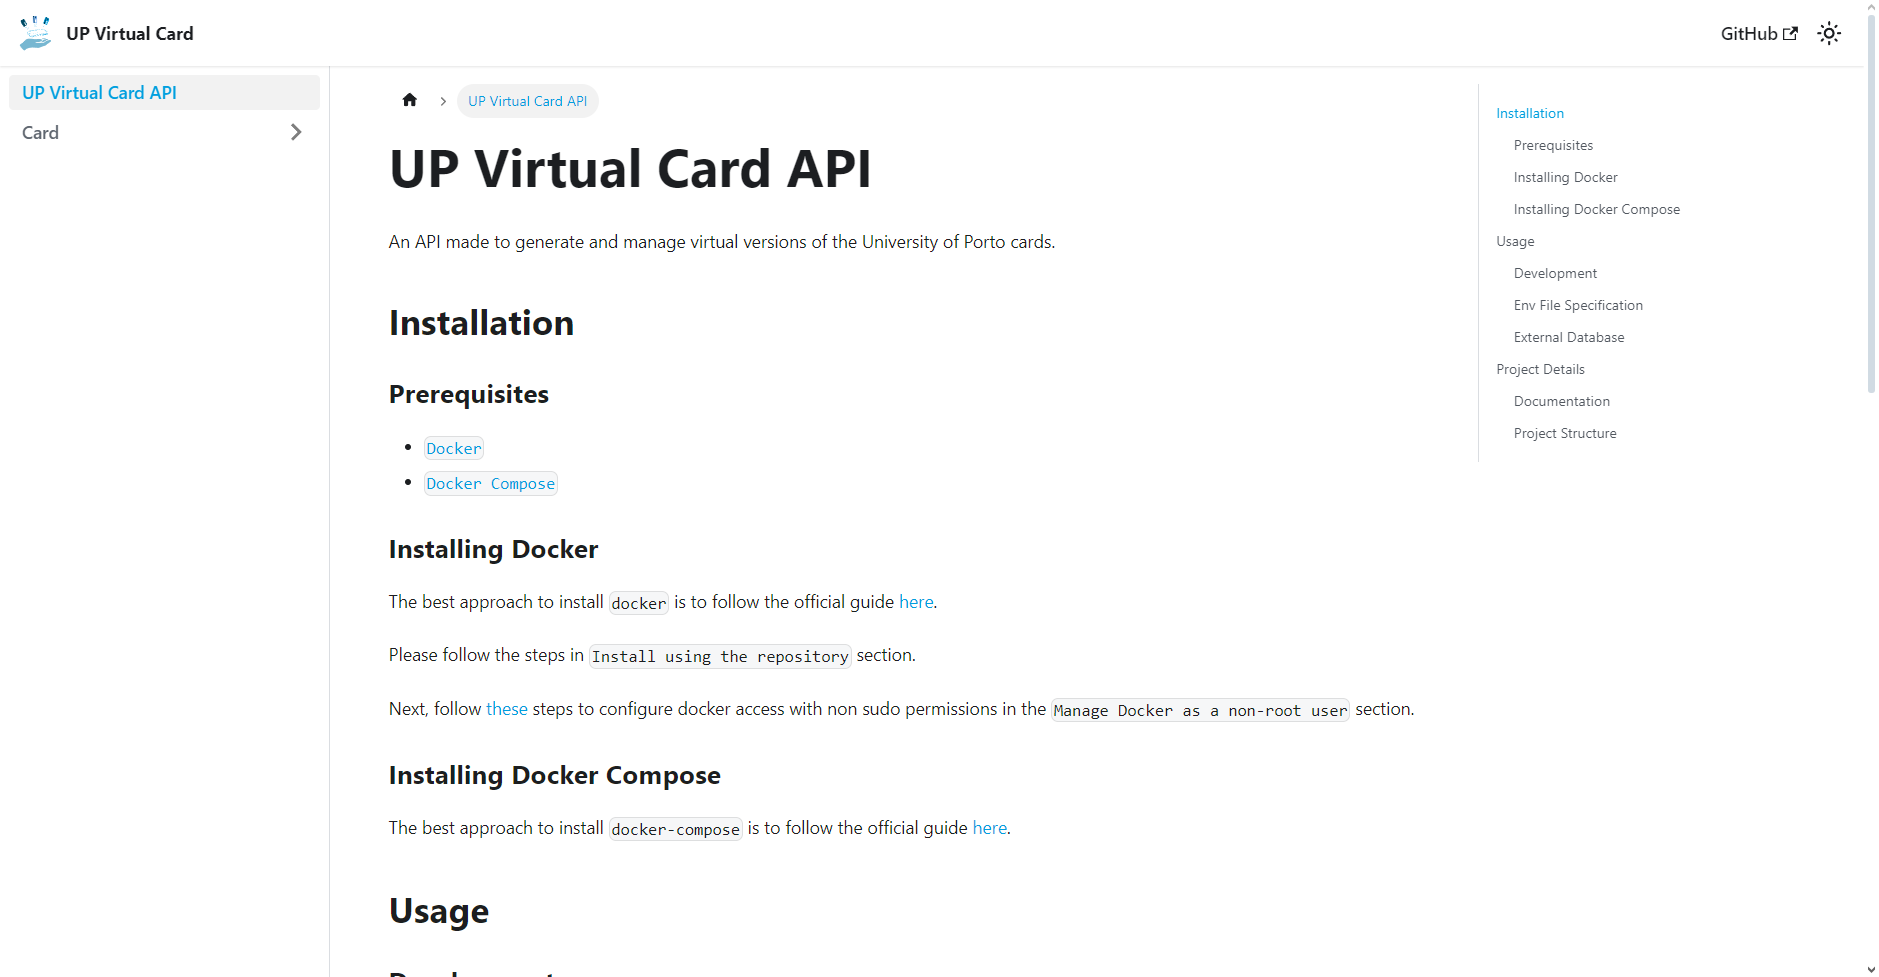 UP Virtual Card
GitHub
UP Virtual Card API
Card
UP Virtual Card API
UP Virtual Card API
An API made to generate and manage virtual versions of the University of Porto cards.
Installation
Prerequisites
Docker
Docker Compose
Installing Docker
The best approach to install docker is to follow the official guide here.
Please follow the steps in Install using the repository section.
Next, follow these steps to configure docker access with non sudo permissions in the Manage Docker as a non-root user section.
Installing Docker Compose
The best approach to install docker-compose is to follow the official guide here.
Usage
Installation
Prerequisites
Installing Docker
Installing Docker Compose
Usage
Development
Env File Specification
External Database
Project Details
Documentation
Project Structure